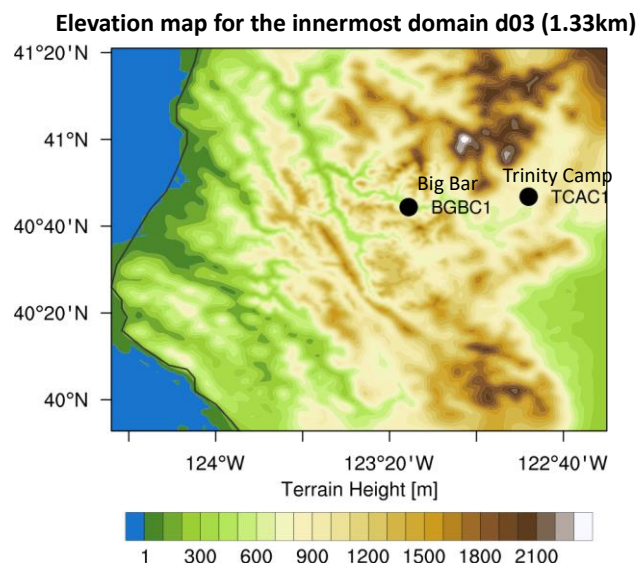 Elevation map for the innermost domain d03 (1.33km)
41°20'N
41°N
Big Bar
Trinity Camp
BGBC1
TCAC1
40°40'N
40°20'N
40°N
124°W
123°20'W
122°40'W
Terrain Height [m]
1
300
600
900
1200
1500
1800
2100